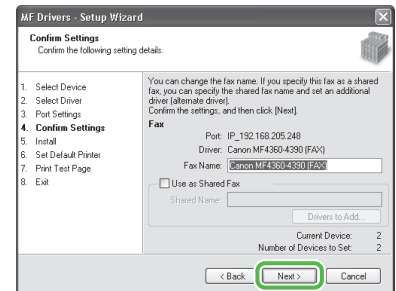 MF Drivers - Setup Wizard
Confirm Settings
Confirm the following setting details.
1. Select Device
2. Select Driver
3. Port Settings
4. Confirm Settings
5. Install
6. Set Default Printer
7. Print Test Page
8. Exit
You can change the fax name. If you specify this fax as a shared
fax, you can specify the shared fax name and set an additional
driver (alternate driver).
Confirm the settings, and then click [Next].
Fax
Port: IP_192.168.205.248
Driver: Canon MF4360-4390 (FAX)
Fax Name: Canon MF4360-4390 (FAX)
Use as Shared Fax
Shared Name:
Drivers to Add...
Current Device: 2
Number of Devices to Set: 2
< Back
Next >
Cancel